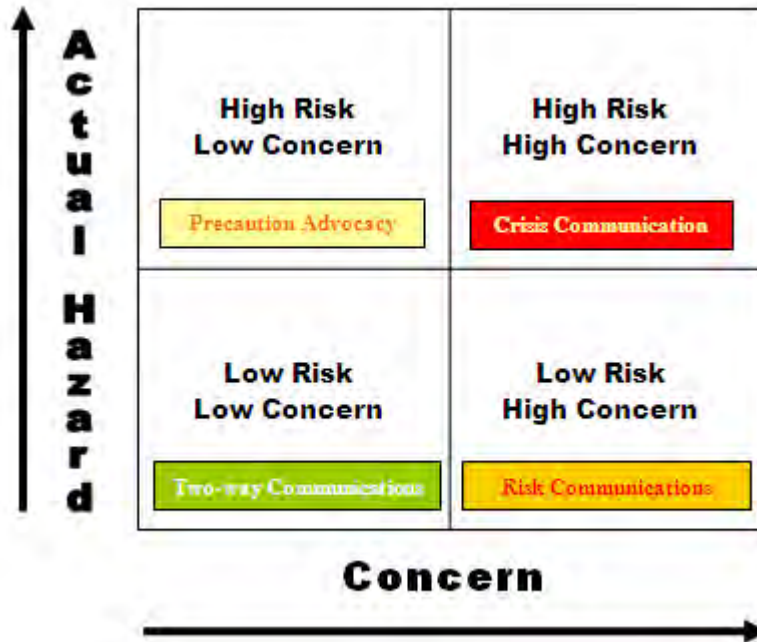 Actual Hazard
High Risk
Low Concern
Precaution Advocacy
High Risk
High Concern
Crisis Communication
Low Risk
Low Concern
Two-way Communications
Low Risk
High Concern
Risk Communications
Concern